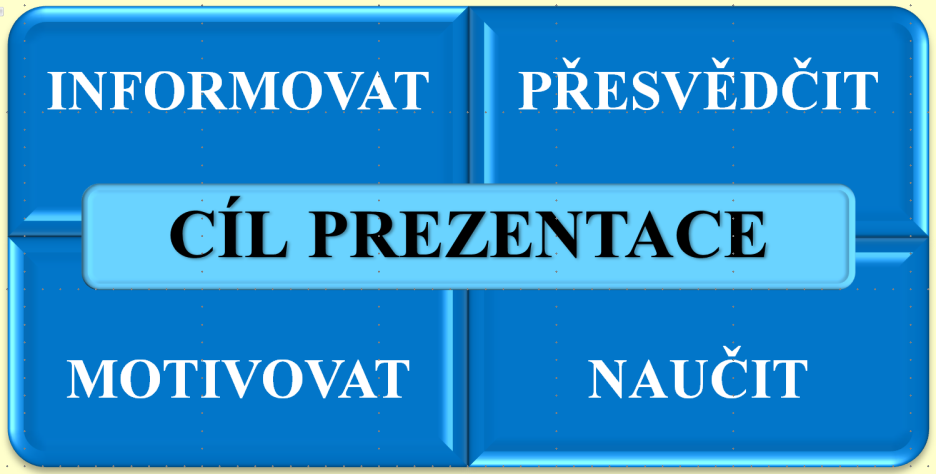 INFORMOVAT
PŘESVĚDČIT
CÍL PREZENTACE
MOTIVOVAT
NAUČIT